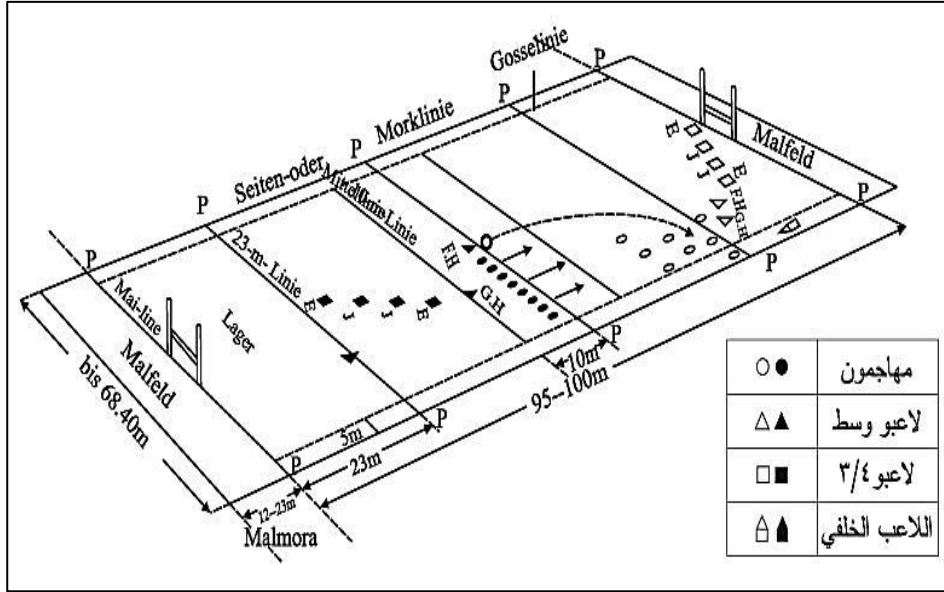 Gosselinie
P
P
Morklinie
P
Seiten-oder
P
P
Malfeld
E
J
J
E
F.H
G.H
P
23-m- Linie
Linie
F.H
G.H
E
J
J
E
Mai-line
Lager
Malfeld
bis 68.40m
P
10m
95–100m
P
3m
P
23m
12–23m
Malmora
مهاجمون
لاعبو وسط
لاعبو ٣/٤
اللاعب الخلفي